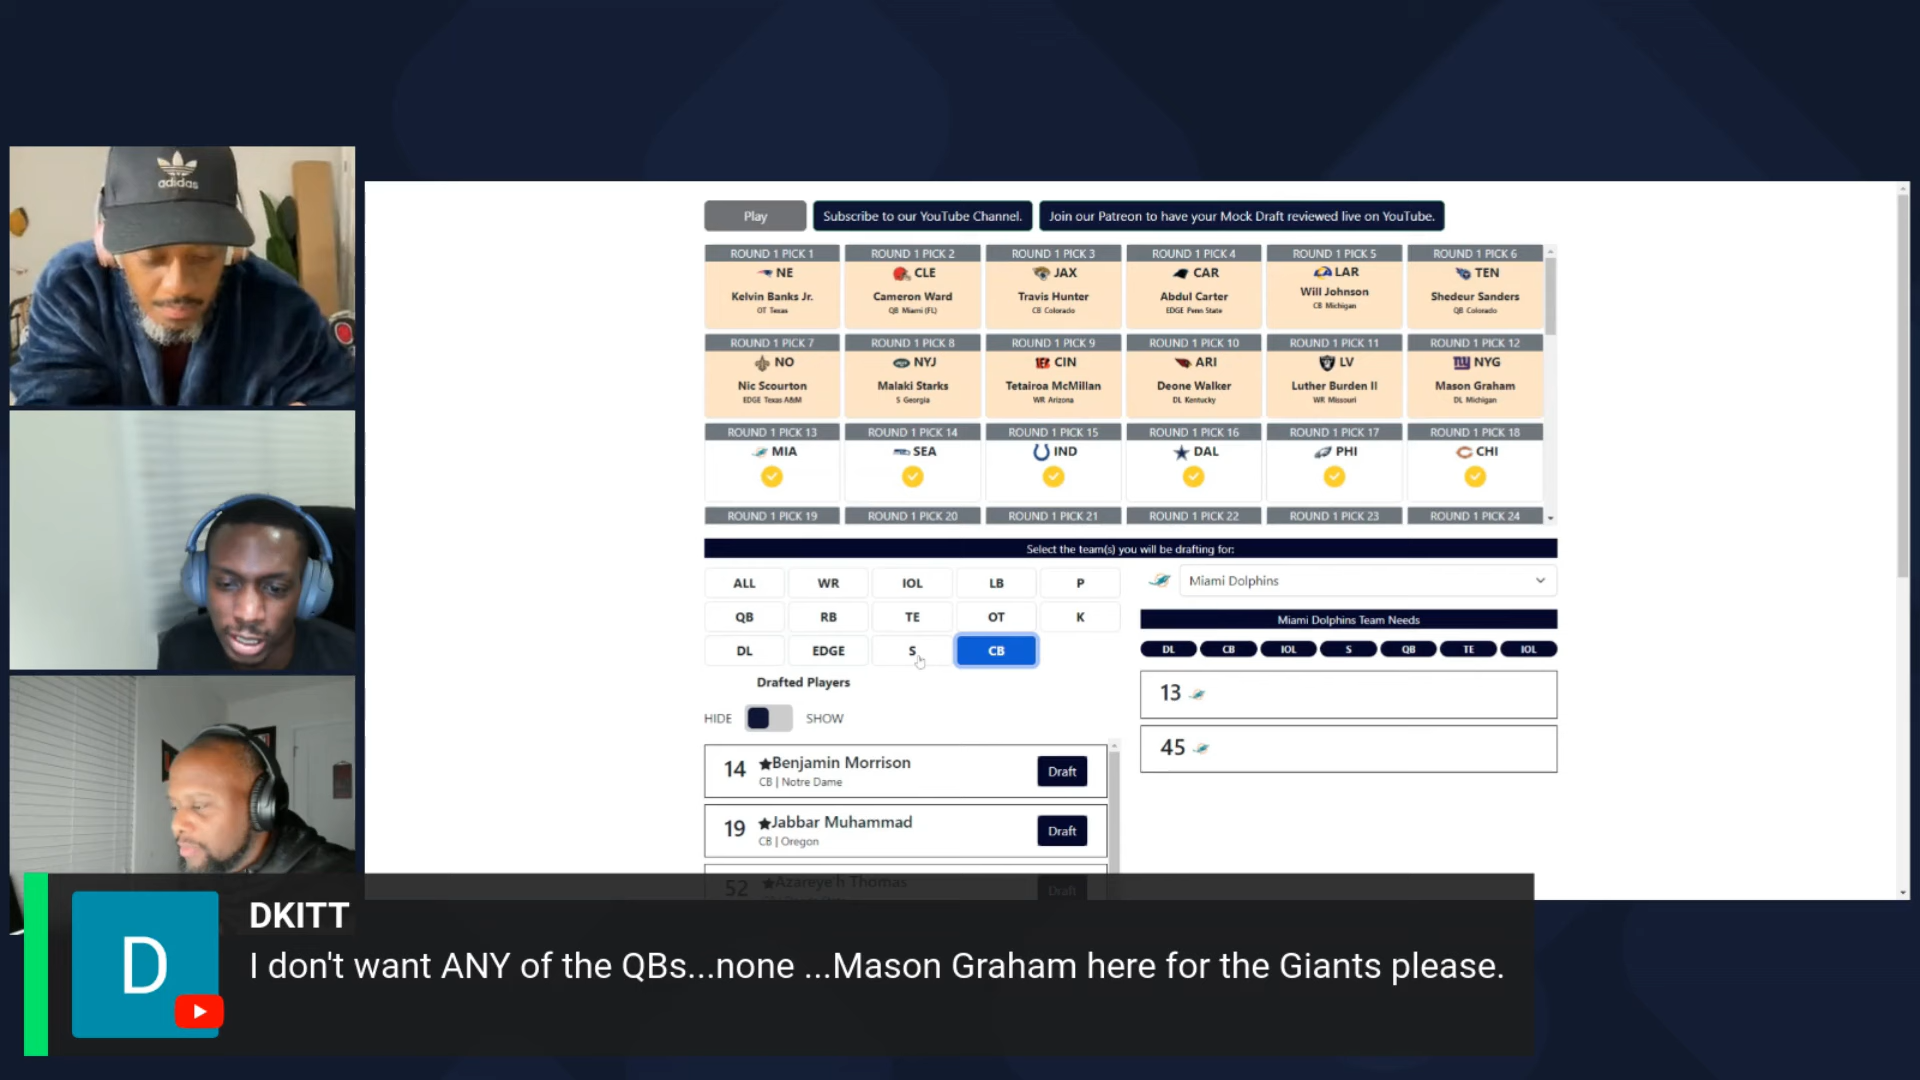 adidas
Play
Subscribe to our YouTube Channel.
Join our Patreon to have your Mock Draft reviewed live on YouTube.
ROUND 1 PICK 1
NE
Kelvin Banks Jr.
OT Texas
ROUND 1 PICK 2
CLE
Cameron Ward
QB Miami (FL)
ROUND 1 PICK 3
JAX
Travis Hunter
CB Colorado
ROUND 1 PICK 4
CAR
Abdul Carter
EDGE Penn State
ROUND 1 PICK 5
LAR
Will Johnson
CB Michigan
ROUND 1 PICK 6
TEN
Shedeur Sanders
QB Colorado
ROUND 1 PICK 7
NO
Nic Scourton
EDGE Texas A&M
ROUND 1 PICK 8
NYJ
Malaki Starks
S Georgia
ROUND 1 PICK 9
CIN
Tetairoa McMillan
WR Arizona
ROUND 1 PICK 10
ARI
Deone Walker
DL Kentucky
ROUND 1 PICK 11
LV
Luther Burden II
WR Missouri
ROUND 1 PICK 12
NYG
Mason Graham
DL Michigan
ROUND 1 PICK 13
MIA
ROUND 1 PICK 14
SEA
ROUND 1 PICK 15
IND
ROUND 1 PICK 16
DAL
ROUND 1 PICK 17
PHI
ROUND 1 PICK 18
CHI
ROUND 1 PICK 19
ROUND 1 PICK 20
ROUND 1 PICK 21
ROUND 1 PICK 22
ROUND 1 PICK 23
ROUND 1 PICK 24
Select the team(s) you will be drafting for:
ALL WR IOL LB P
QB RB TE OT K
DL EDGE S CB
Drafted Players
HIDE SHOW
14 ★Benjamin Morrison
CB | Notre Dame
Draft
19 ★Jabbar Muhammad
CB | Oregon
Draft
52 ★Azareye'h Thomas
Draft
Miami Dolphins
Miami Dolphins Team Needs
DL CB IOL S QB TE IOL
13
45
D
DKITT
I don't want ANY of the QBs...none ...Mason Graham here for the Giants please.